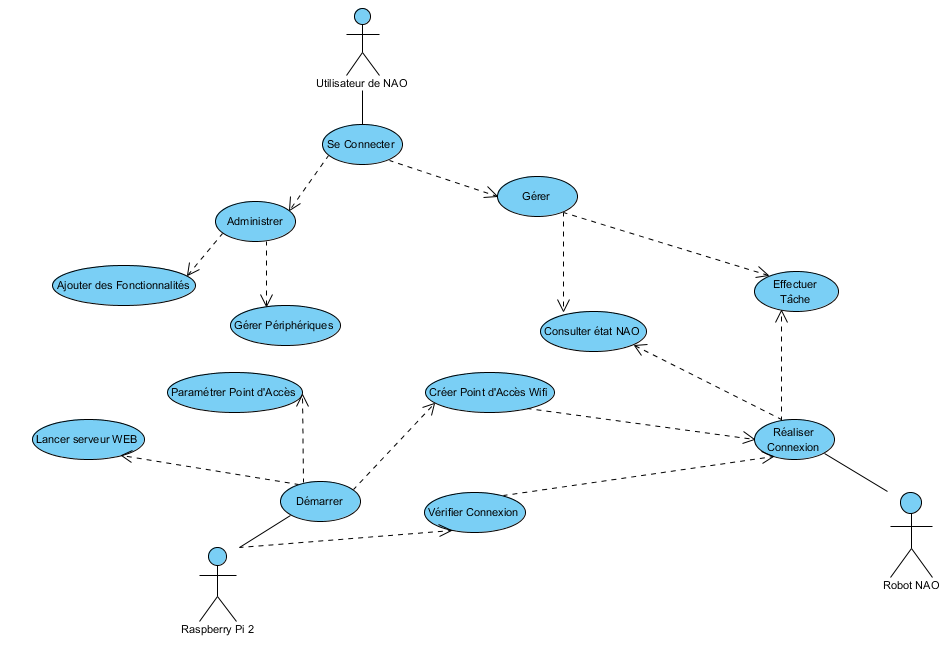 Utilisateur de NAO
Se Connecter
Gérer
Administrer
Ajouter des Fonctionnalités
Effectuer
Tâche
Gérer Périphériques
Consulter état NAO
Paramétrer Point d'Accès
Créer Point d'Accès Wifi
Lancer serveur WEB
Réaliser
Connexion
Démarrer
Vérifier Connexion
Robot NAO
Raspberry Pi 2